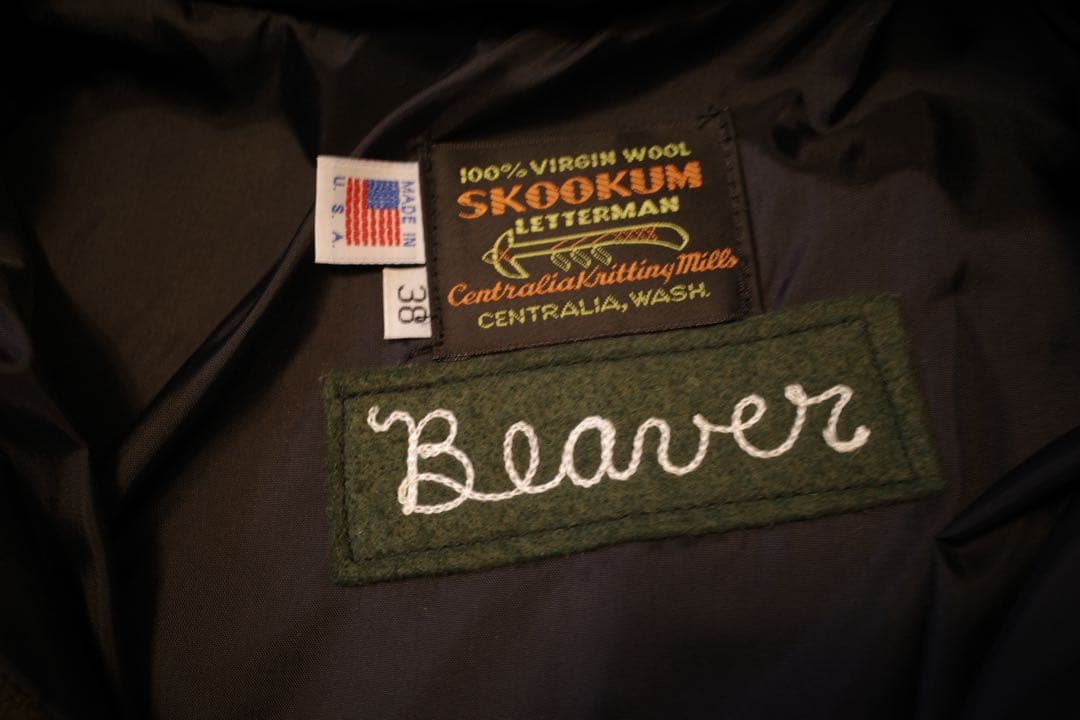 100% VIRGIN WOOL
SKOOKUM
LETTERMAN
Centralia Knitting Mills
CENTRALIA, WASH.
MADE IN
U. S. A.
38
Beaver